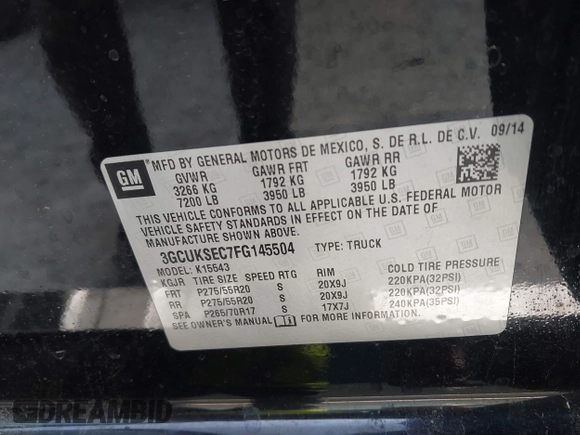 GM
MFD BY GENERAL MOTORS DE MEXICO, S. DE R.L. DE C.V. 09/14
GVWR GAWR FRT GAWR RR
3266 KG 1792 KG 1792 KG
7200 LB 3950 LB 3950 LB
THIS VEHICLE CONFORMS TO ALL APPLICABLE U.S. FEDERAL MOTOR
VEHICLE SAFETY STANDARDS IN EFFECT ON THE DATE OF
MANUFACTURE SHOWN ABOVE.
3GCUKSEC7FG145504 TYPE: TRUCK
MODEL: K15543
KGJR TIRE SIZE SPEED RTG RIM COLD TIRE PRESSURE
FRT P275/55R20 S 20X9J 220KPA(32PSI)
RR P275/55R20 S 20X9J 220KPA(32PSI)
SPA P265/70R17 S 17X7J 240KPA(35PSI)
SEE OWNER'S MANUAL FOR MORE INFORMATION.
DREAMBID